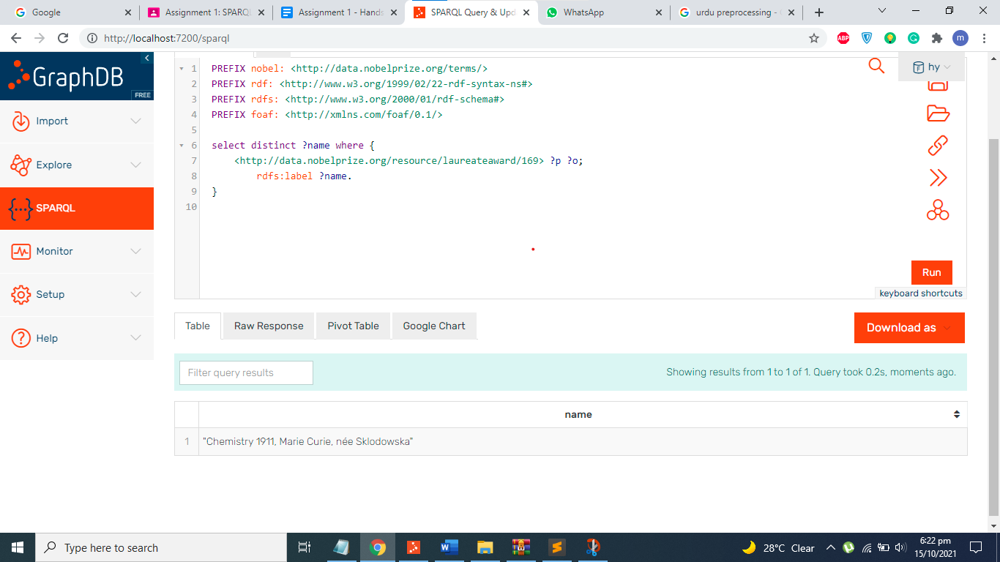 Google
Assignment 1: SPARQL
Assignment 1 - Hands
SPARQL Query & Upd
WhatsApp
urdu preprocessing -
http://localhost:7200/sparql
ABP
m
GraphDB
FREE
Import
Explore
SPARQL
Monitor
Setup
Help
hy
1 PREFIX nobel: <http://data.nobelprize.org/terms/>
2 PREFIX rdf: <http://www.w3.org/1999/02/22-rdf-syntax-ns#>
3 PREFIX rdfs: <http://www.w3.org/2000/01/rdf-schema#>
4 PREFIX foaf: <http://xmlns.com/foaf/0.1/>
5
6 select distinct ?name where {
7 <http://data.nobelprize.org/resource/laureateaward/169> ?p ?o;
8 rdfs:label ?name.
9 }
10
Run
keyboard shortcuts
Table Raw Response Pivot Table Google Chart
Download as
Filter query results
Showing results from 1 to 1 of 1. Query took 0.2s, moments ago.
name
1 "Chemistry 1911, Marie Curie, née Sklodowska"
Type here to search
28°C Clear
6:22 pm
15/10/2021